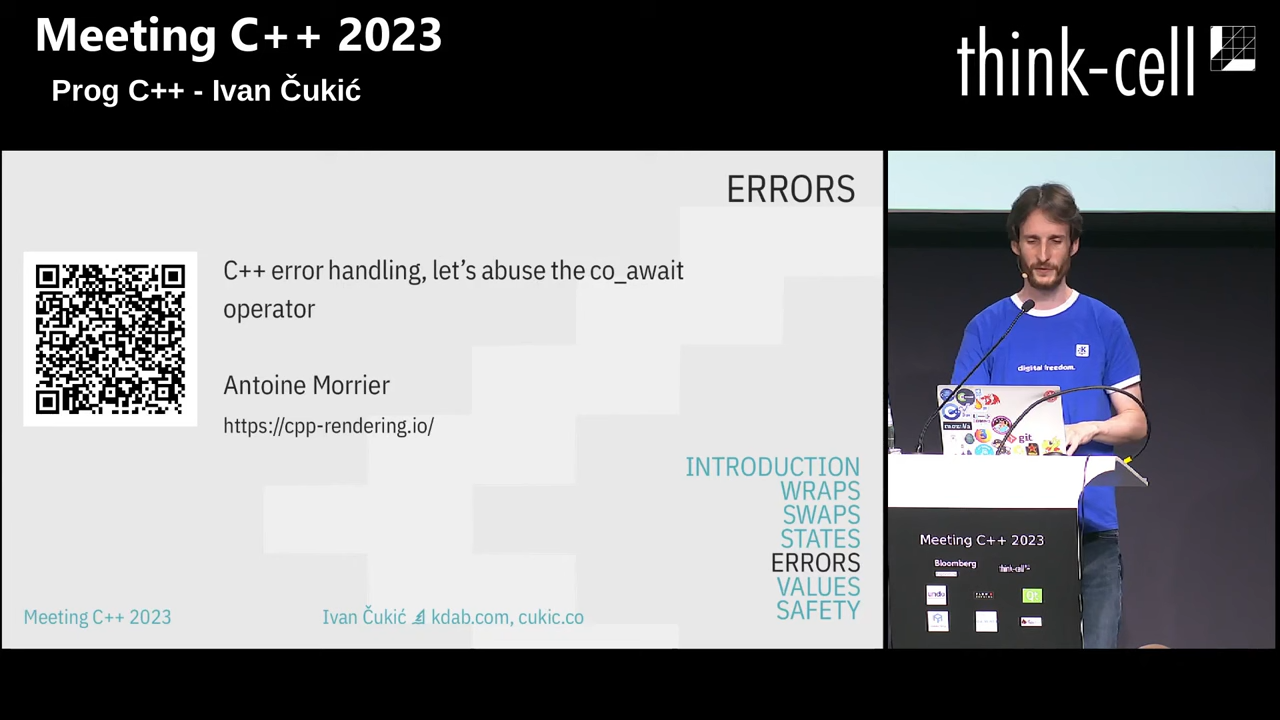 Meeting C++ 2023
Prog C++ - Ivan Čukić
think-cell
ERRORS
C++ error handling, let's abuse the co_await
operator
Antoine Morrier
https://cpp-rendering.io/
INTRODUCTION
WRAPS
SWAPS
STATES
ERRORS
VALUES
SAFETY
Meeting C++ 2023
Ivan Čukić
kdab.com, cukic.co
digital freedom.
git
Meeting C++ 2023
Bloomberg
think-cell
undo